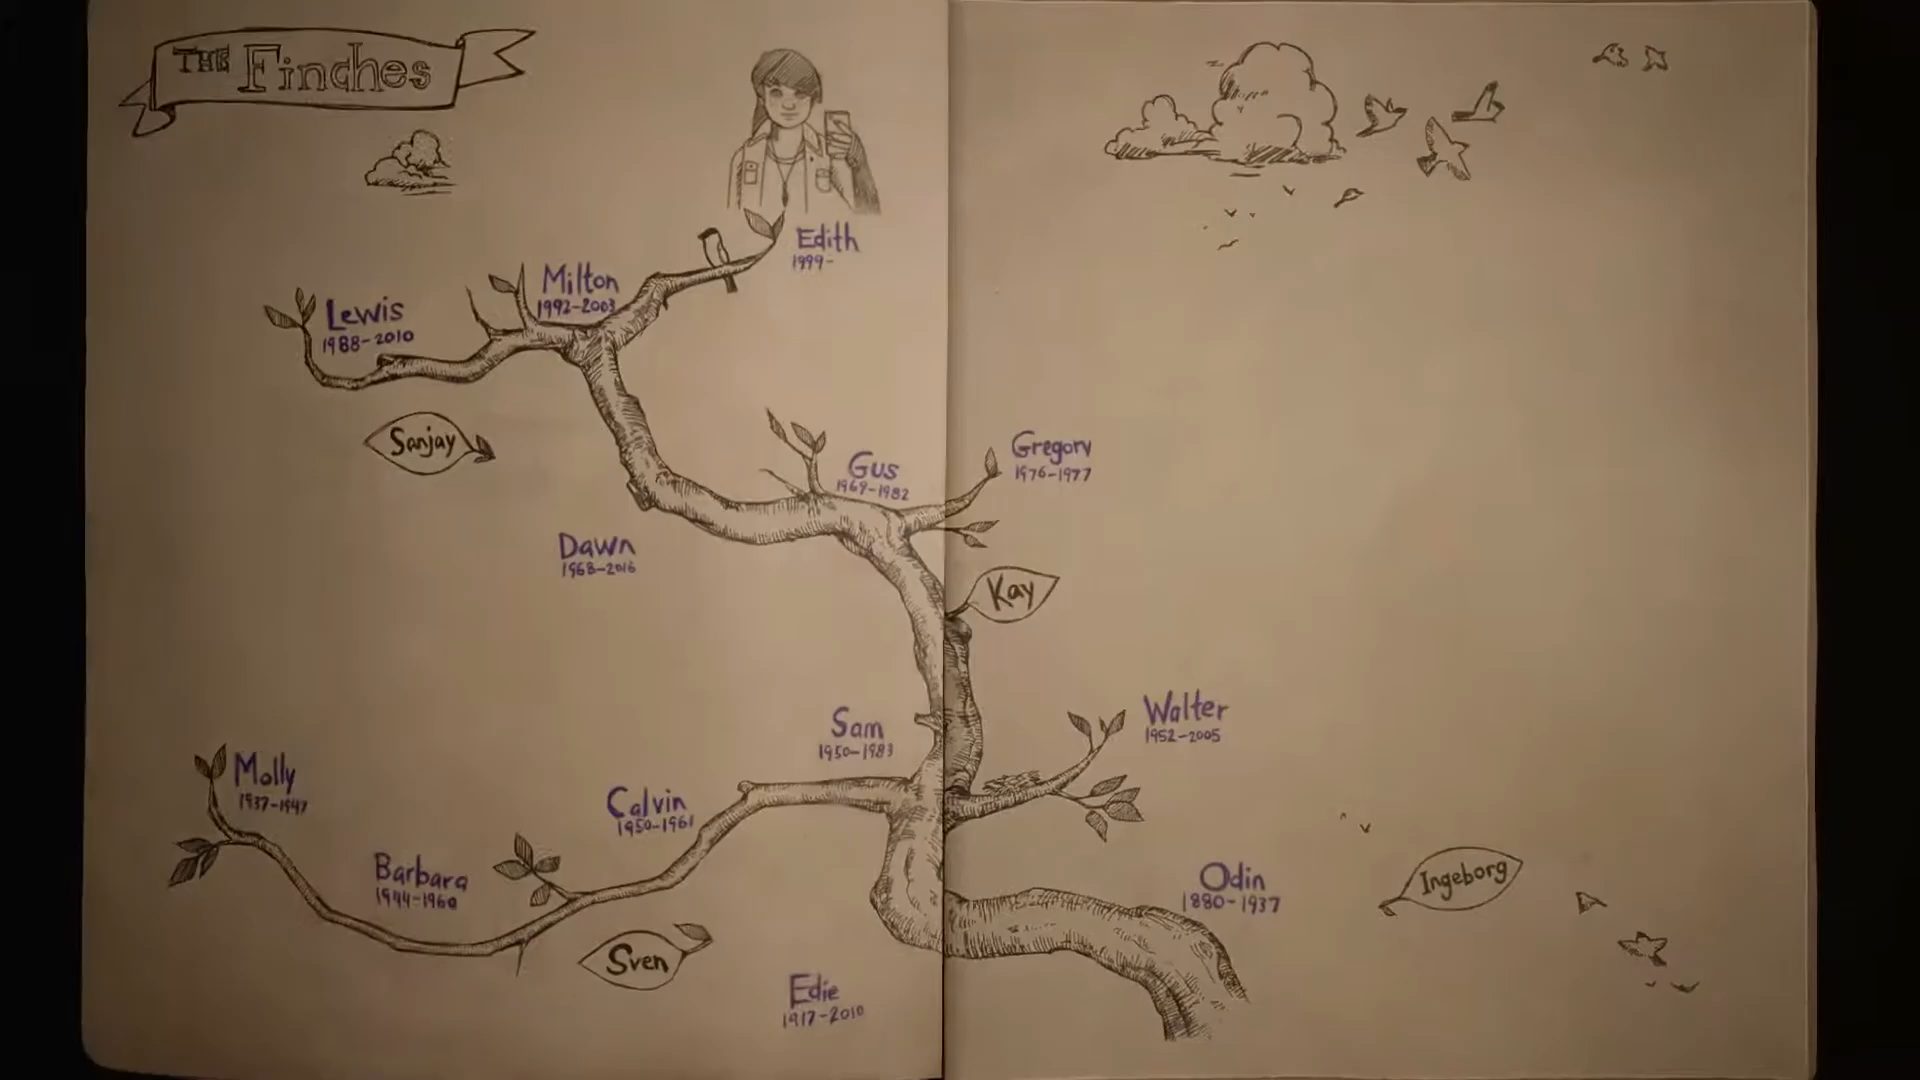 THE Finches
Edith
1999-
Milton
1992-2003
Lewis
1988-2010
Sanjay
Gus
1969-1982
Gregory
1976-1977
Dawn
1968-2016
Kay
Sam
1950-1983
Walter
1952-2005
Molly
1937-1947
Calvin
1950-1961
Barbara
1944-1960
Odin
1880-1937
Ingeborg
Sven
Edie
1917-2010